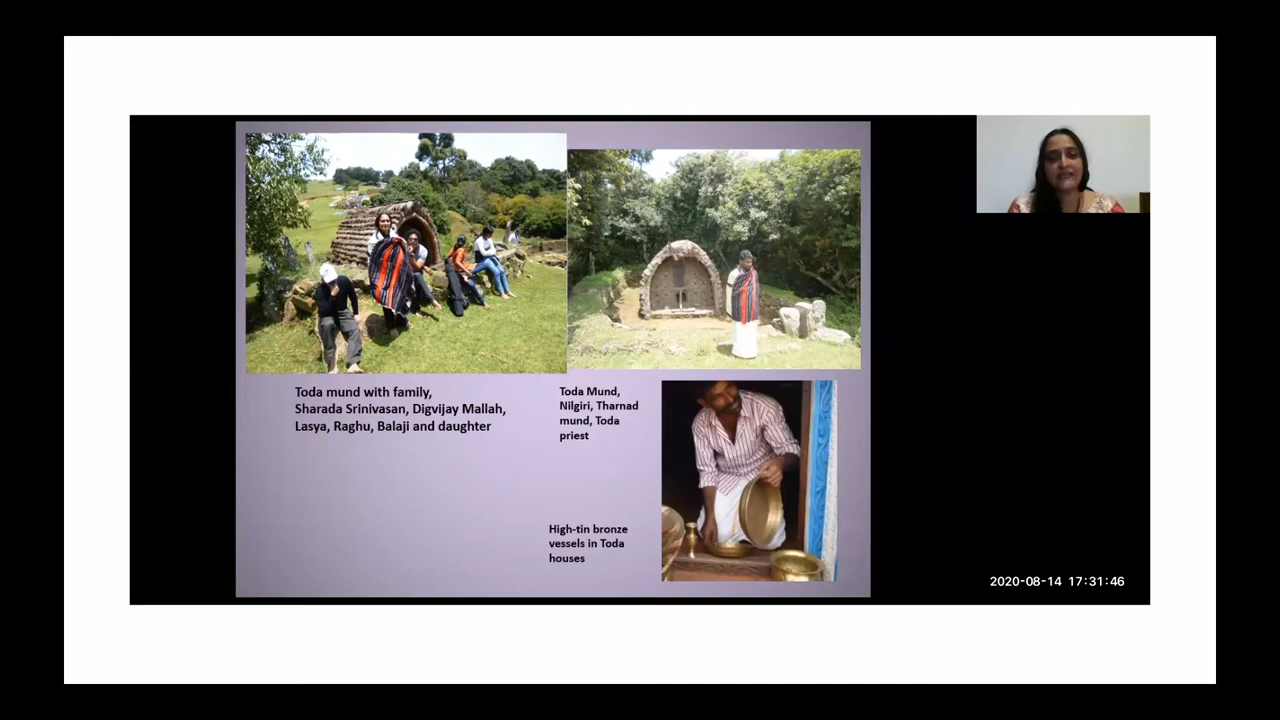 Toda mund with family,
Sharada Srinivasan, Digvijay Mallah,
Lasya, Raghu, Balaji and daughter
Toda Mund,
Nilgiri, Tharnad
mund, Toda
priest
High-tin bronze
vessels in Toda
houses
2020-08-14 17:31:46